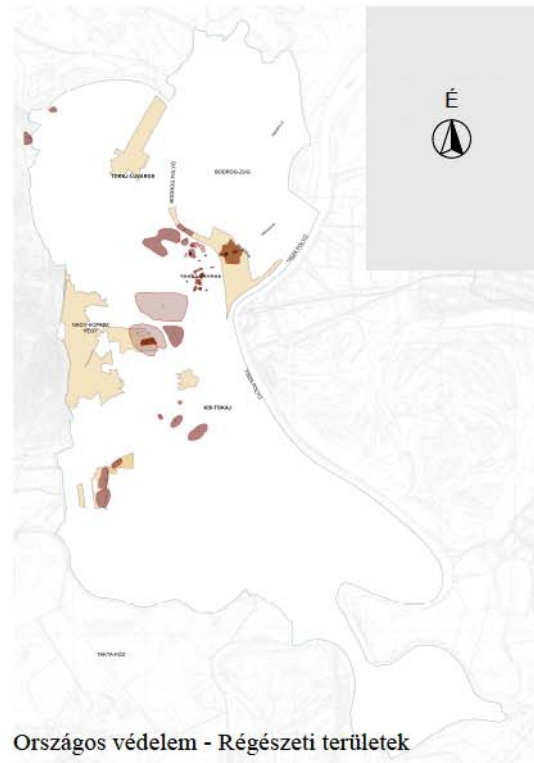 É
TOKAJ-ÚJVÁROS
BODROG-ZUG
TISZA FOLYÓ
NAGY-KOPASZ
HEGY
TISZA FOLYÓ
KIS-TOKAJ
TAKTA-KÖZ
Országos védelem - Régészeti területek